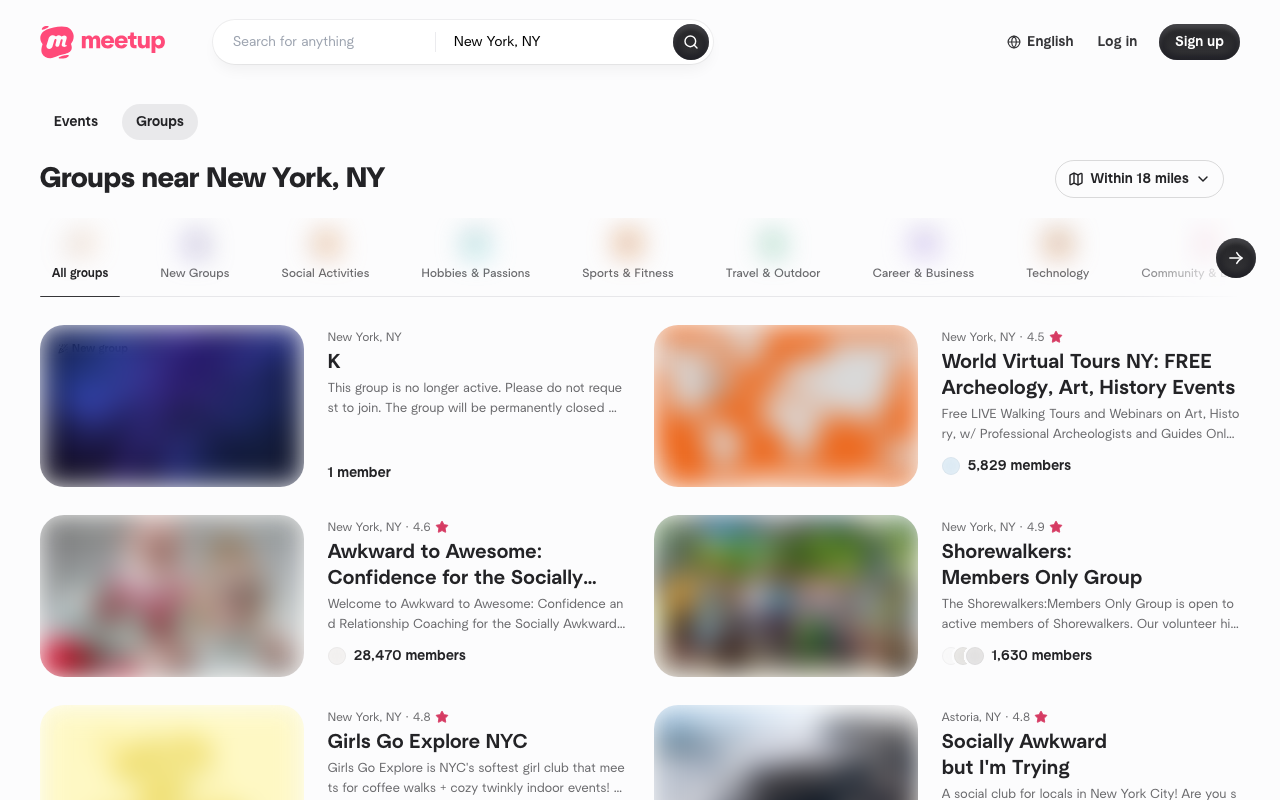 meetup
Search for anything
New York, NY
English
Log in
Sign up
Events
Groups
Groups near New York, NY
Within 18 miles
All groups
New Groups
Social Activities
Hobbies & Passions
Sports & Fitness
Travel & Outdoor
Career & Business
Technology
Community &
New group
New York, NY
K
This group is no longer active. Please do not reque
st to join. The group will be permanently closed ...
1 member
New York, NY · 4.5
World Virtual Tours NY: FREE
Archeology, Art, History Events
Free LIVE Walking Tours and Webinars on Art, Histo
ry, w/ Professional Archeologists and Guides Onl...
5,829 members
New York, NY · 4.6
Awkward to Awesome:
Confidence for the Socially...
Welcome to Awkward to Awesome: Confidence an
d Relationship Coaching for the Socially Awkward...
28,470 members
New York, NY · 4.9
Shorewalkers:
Members Only Group
The Shorewalkers:Members Only Group is open to
active members of Shorewalkers. Our volunteer hi...
1,630 members
New York, NY · 4.8
Girls Go Explore NYC
Girls Go Explore is NYC's softest girl club that mee
ts for coffee walks + cozy twinkly indoor events! ...
Astoria, NY · 4.8
Socially Awkward
but I'm Trying
A social club for locals in New York City! Are you s